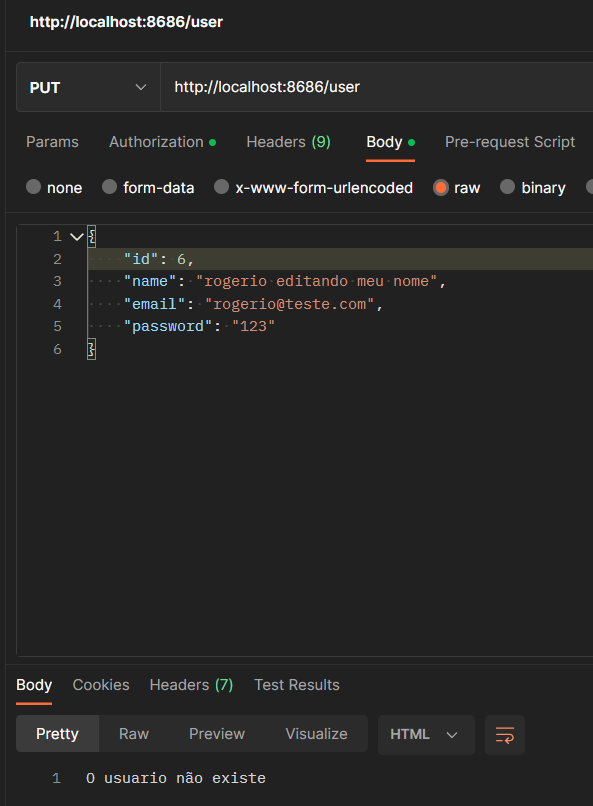 http://localhost:8686/user
PUT http://localhost:8686/user
Params Authorization Headers (9) Body Pre-request Script
none form-data x-www-form-urlencoded raw binary
1 {
2 "id": 6,
3 "name": "rogerio editando meu nome",
4 "email": "rogerio@teste.com",
5 "password": "123"
6 }
Body Cookies Headers (7) Test Results
Pretty Raw Preview Visualize HTML
1 O usuario não existe